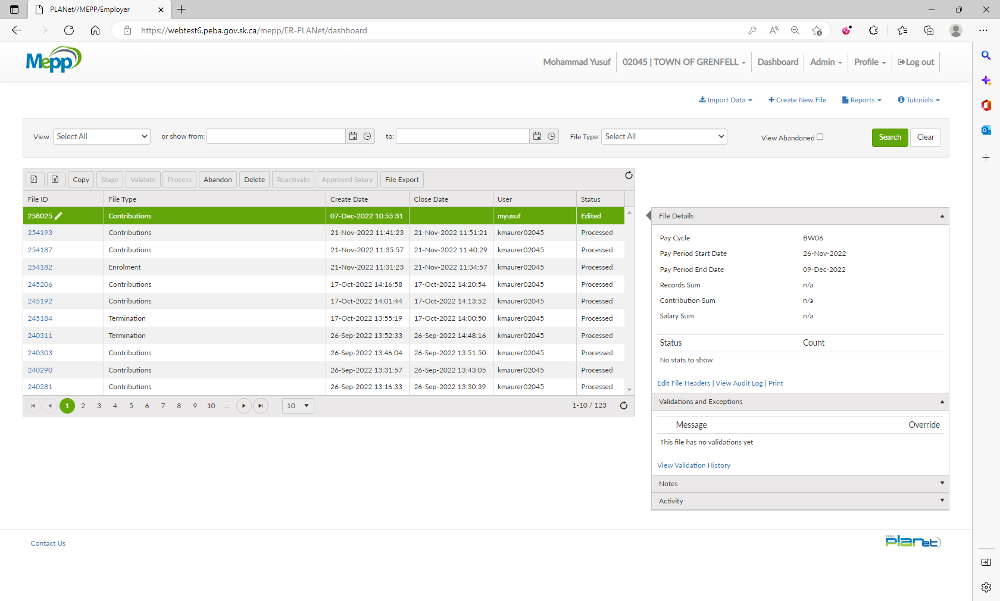 PLANet//MEPP/Employer
https://webtest6.peba.gov.sk.ca/mepp/ER-PLANet/dashboard
Mepp
Mohammad Yusuf 02045 | TOWN OF GRENFELL Dashboard Admin Profile Log out
Import Data Create New File Reports Tutorials
View: Select All or show from: to: File Type: Select All View Abandoned Search Clear
Copy Stage Validate Process Abandon Delete Reactivate Approved Salary File Export
File ID File Type Create Date Close Date User Status
258025 Contributions 07-Dec-2022 10:55:31 myusuf Edited
254193 Contributions 21-Nov-2022 11:41:23 21-Nov-2022 11:51:21 kmaurer02045 Processed
254187 Contributions 21-Nov-2022 11:35:57 21-Nov-2022 11:40:29 kmaurer02045 Processed
254182 Enrolment 21-Nov-2022 11:31:23 21-Nov-2022 11:34:57 kmaurer02045 Processed
245206 Contributions 17-Oct-2022 14:16:58 17-Oct-2022 14:20:54 kmaurer02045 Processed
245192 Contributions 17-Oct-2022 14:01:44 17-Oct-2022 14:13:52 kmaurer02045 Processed
245184 Termination 17-Oct-2022 13:55:19 17-Oct-2022 14:00:50 kmaurer02045 Processed
240311 Termination 26-Sep-2022 13:52:33 26-Sep-2022 14:48:16 kmaurer02045 Processed
240303 Contributions 26-Sep-2022 13:46:04 26-Sep-2022 13:51:50 kmaurer02045 Processed
240290 Contributions 26-Sep-2022 13:31:57 26-Sep-2022 13:43:05 kmaurer02045 Processed
240281 Contributions 26-Sep-2022 13:16:33 26-Sep-2022 13:30:39 kmaurer02045 Processed
1 2 3 4 5 6 7 8 9 10 ... 10 1-10 / 123
File Details
Pay Cycle BW06
Pay Period Start Date 26-Nov-2022
Pay Period End Date 09-Dec-2022
Records Sum n/a
Contribution Sum n/a
Salary Sum n/a
Status Count
No stats to show
Edit File Headers | View Audit Log | Print
Validations and Exceptions
Message Override
This file has no validations yet
View Validation History
Notes
Activity
Contact Us
PEBA
PLANet